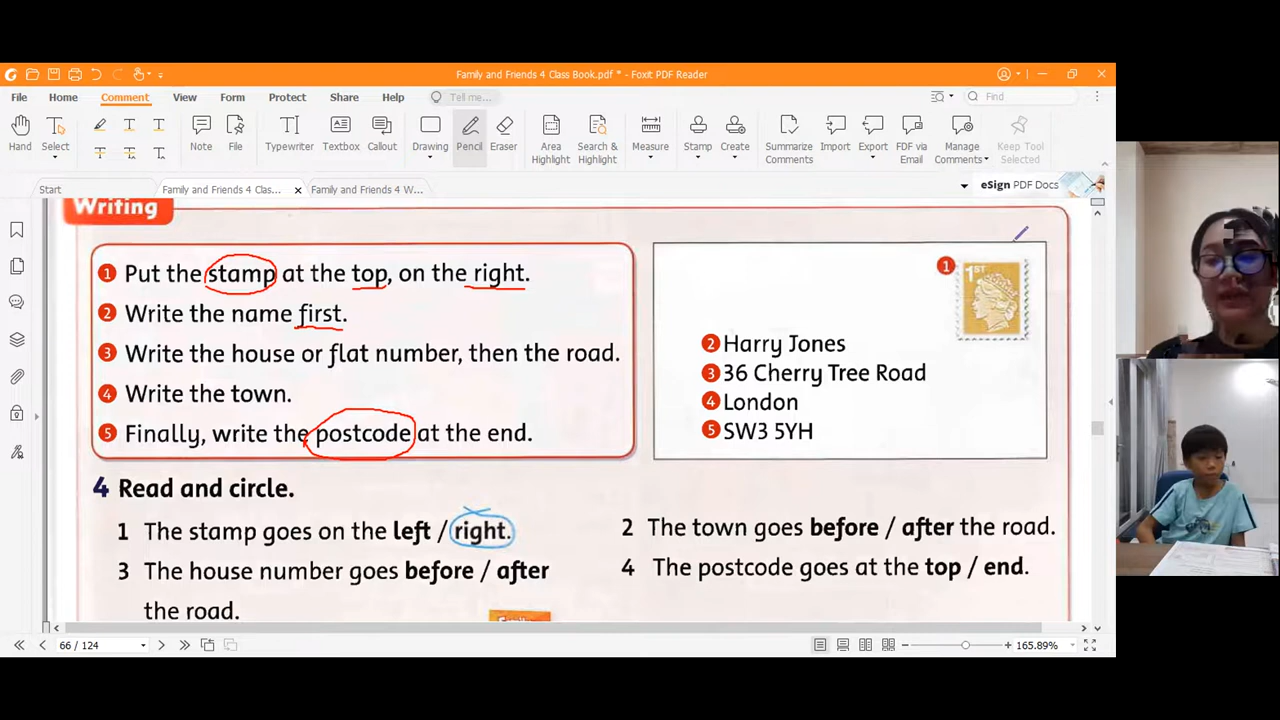 Family and Friends 4 Class Book.pdf * - Foxit PDF Reader
File Home Comment View Form Protect Share Help Tell me... Find
Hand Select Note File Typewriter Textbox Callout Drawing Pencil Eraser Area Highlight Search & Highlight Measure Stamp Create Summarize Comments Import Export FDF via Email Manage Comments Keep Tool Selected
Start Family and Friends 4 Clas... Family and Friends 4 W... eSign PDF Docs
Writing
1 Put the stamp at the top, on the right.
2 Write the name first.
3 Write the house or flat number, then the road.
4 Write the town.
5 Finally, write the postcode at the end.
1
1ST
2 Harry Jones
3 36 Cherry Tree Road
4 London
5 SW3 5YH
4 Read and circle.
1 The stamp goes on the left / right.
2 The town goes before / after the road.
3 The house number goes before / after
the road.
4 The postcode goes at the top / end.
66 / 124
165.89%